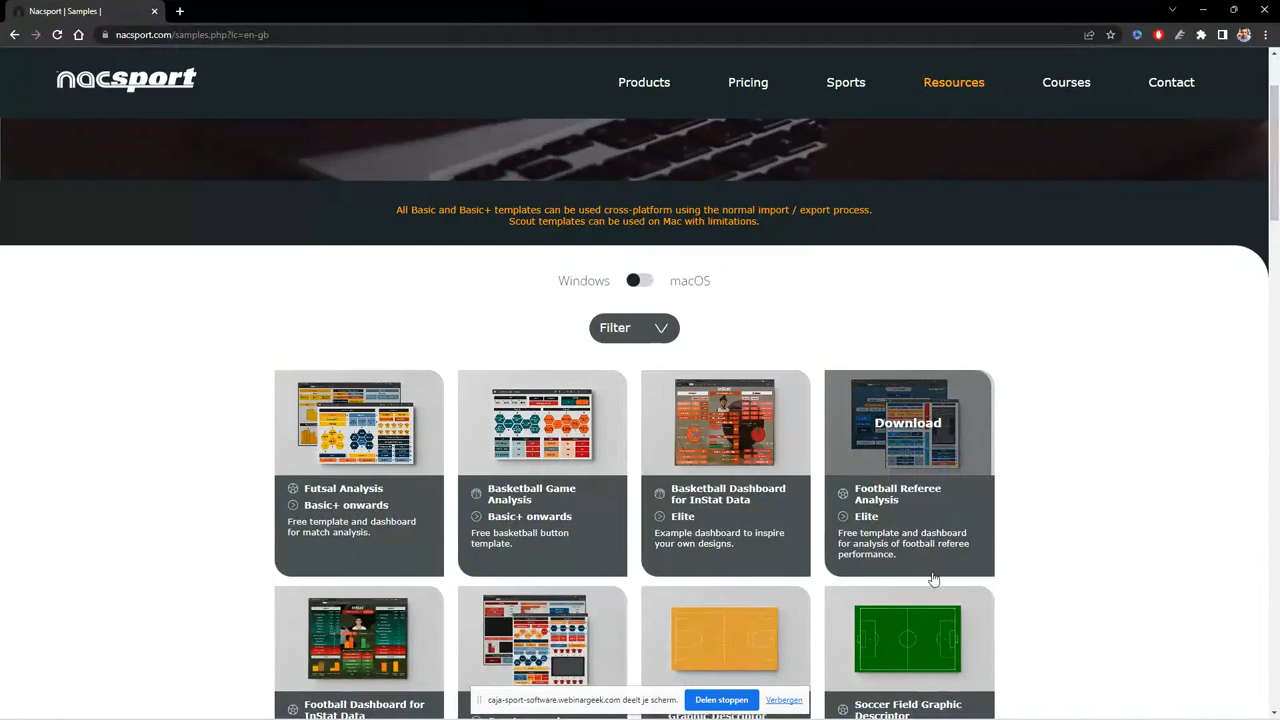 Nacsport | Samples |
nacsport.com/samples.php?lc=en-gb
nacsport
Products
Pricing
Sports
Resources
Courses
Contact
All Basic and Basic+ templates can be used cross-platform using the normal import / export process.
Scout templates can be used on Mac with limitations.
Windows
macOS
Filter
Futsal Analysis
Basic+ onwards
Free template and dashboard
for match analysis.
Basketball Game
Analysis
Basic+ onwards
Free basketball button
template.
InStat
Basketball Dashboard
for InStat Data
Elite
Example dashboard to inspire
your own designs.
Download
Football Referee
Analysis
Elite
Free template and dashboard
for analysis of football referee
performance.
InStat
Football Dashboard for
InStat Data
Graphic Descriptor
Soccer Field Graphic
Descriptor
caja-sport-software.webinargeek.com deelt je scherm.
Delen stoppen
Verbergen